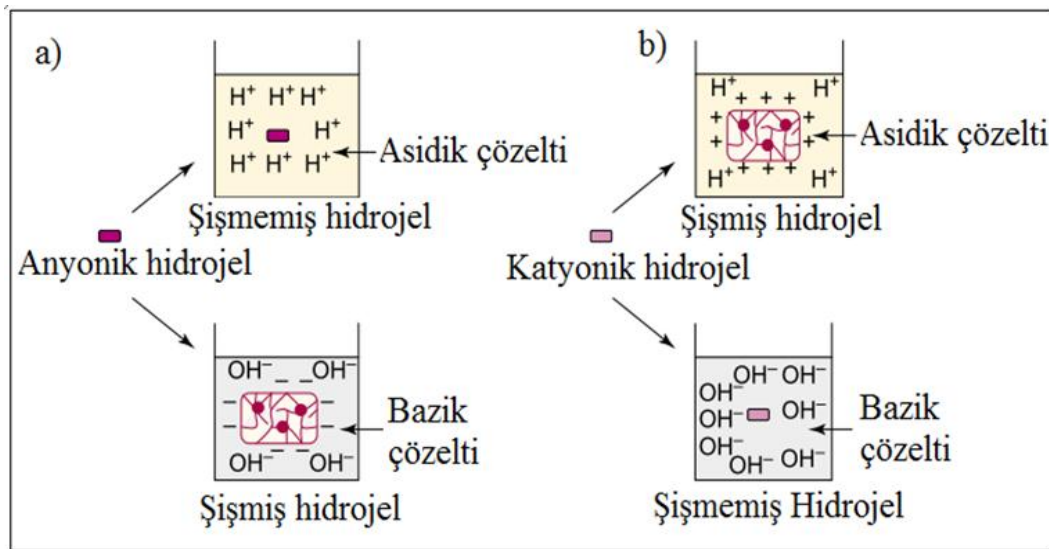 a)
H⁺ H⁺ H⁺
H⁺ H⁺
H⁺ H⁺ H⁺
Asidik çözelti
Şişmemiş hidrojel
Anyonik hidrojel
OH⁻ – – OH⁻
– –
– –
OH⁻ – – OH⁻
Bazik
çözelti
Şişmiş hidrojel
b)
H⁺ + + + H⁺
+ +
+ +
H⁺ + + + H⁺
Asidik çözelti
Şişmiş hidrojel
Katyonik hidrojel
OH⁻ OH⁻
OH⁻
OH⁻ OH⁻
OH⁻
OH⁻ OH⁻
Bazik
çözelti
Şişmemiş Hidrojel